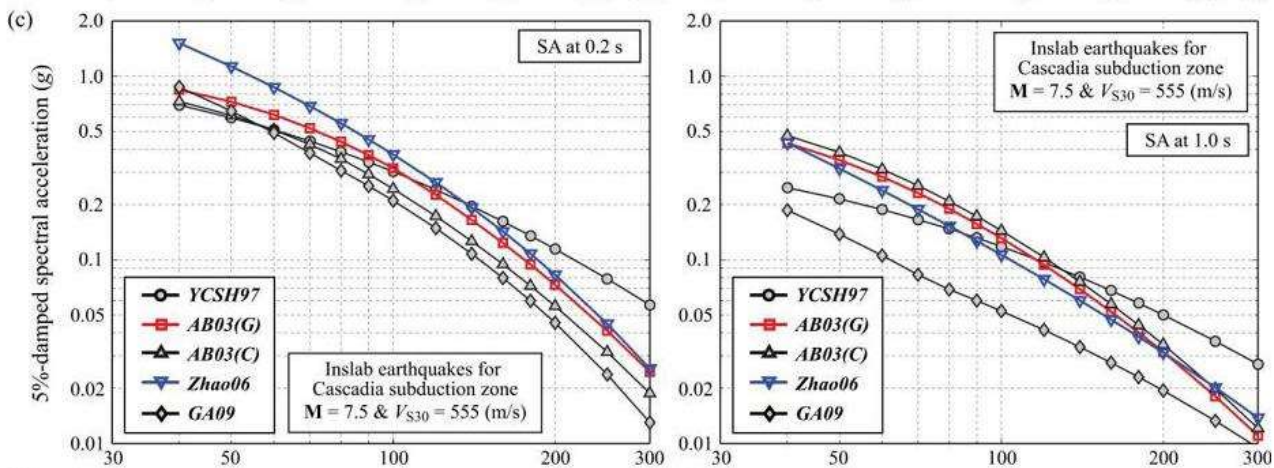 (c)
5%-damped spectral acceleration (g)
2.0
1.0
0.5
0.2
0.1
0.05
0.02
0.01
SA at 0.2 s
YCSH97
AB03(G)
AB03(C)
Zhao06
GA09
Inslab earthquakes for
Cascadia subduction zone
M = 7.5 & VS30 = 555 (m/s)
30 50 100 200 300
2.0
1.0
0.5
0.2
0.1
0.05
0.02
0.01
Inslab earthquakes for
Cascadia subduction zone
M = 7.5 & VS30 = 555 (m/s)
SA at 1.0 s
YCSH97
AB03(G)
AB03(C)
Zhao06
GA09
30 50 100 200 300